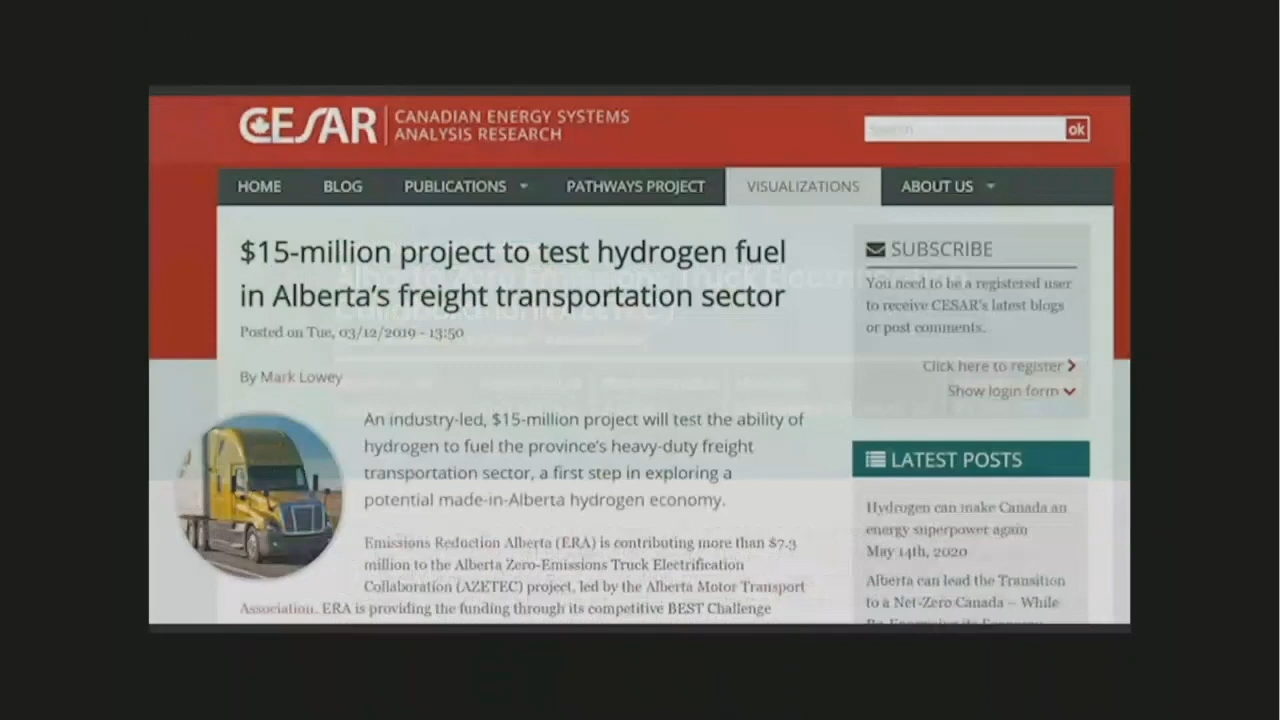 CESAR
CANADIAN ENERGY SYSTEMS
ANALYSIS RESEARCH
Search
ok
HOME
BLOG
PUBLICATIONS
PATHWAYS PROJECT
VISUALIZATIONS
ABOUT US
$15-million project to test hydrogen fuel
in Alberta's freight transportation sector
Posted on Tue, 03/12/2019 - 13:50
By Mark Lowey
An industry-led, $15-million project will test the ability of
hydrogen to fuel the province's heavy-duty freight
transportation sector, a first step in exploring a
potential made-in-Alberta hydrogen economy.
Emissions Reduction Alberta (ERA) is contributing more than $7.3
million to the Alberta Zero-Emissions Truck Electrification
Collaboration (AZETEC) project, led by the Alberta Motor Transport
Association. ERA is providing the funding through its competitive BEST Challenge
SUBSCRIBE
You need to be a registered user
to receive CESAR's latest blogs
or post comments.
Click here to register
Show login form
LATEST POSTS
Hydrogen can make Canada an
energy superpower again
May 14th, 2020
Alberta can lead the Transition
to a Net-Zero Canada – While
Alberta Zero Emissions Truck Electrification
Collaboration (AZETEC)